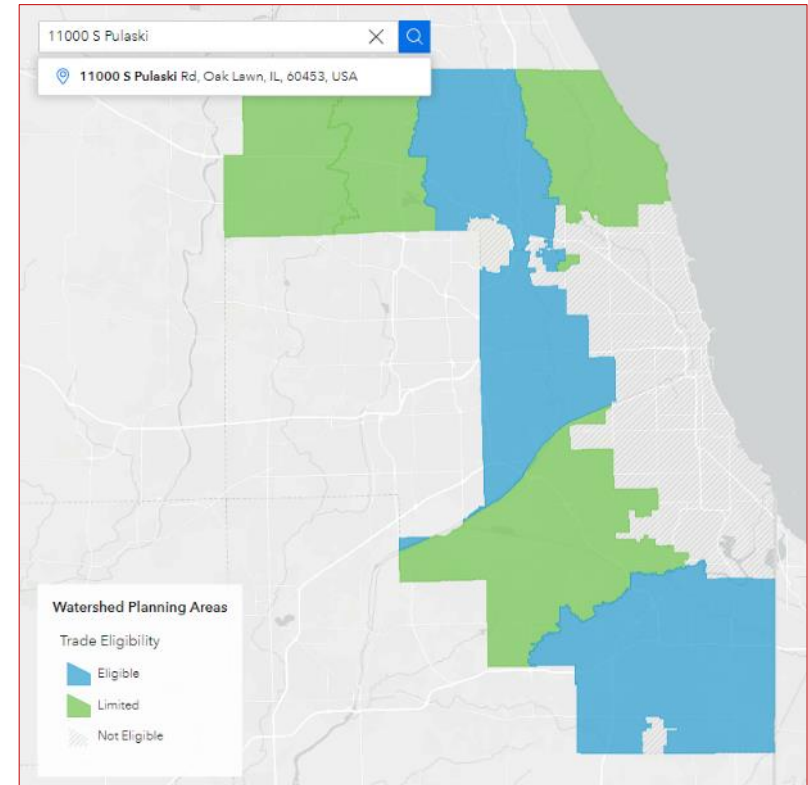 11000 S Pulaski
11000 S Pulaski Rd, Oak Lawn, IL, 60453, USA
Watershed Planning Areas
Trade Eligibility
Eligible
Limited
Not Eligible